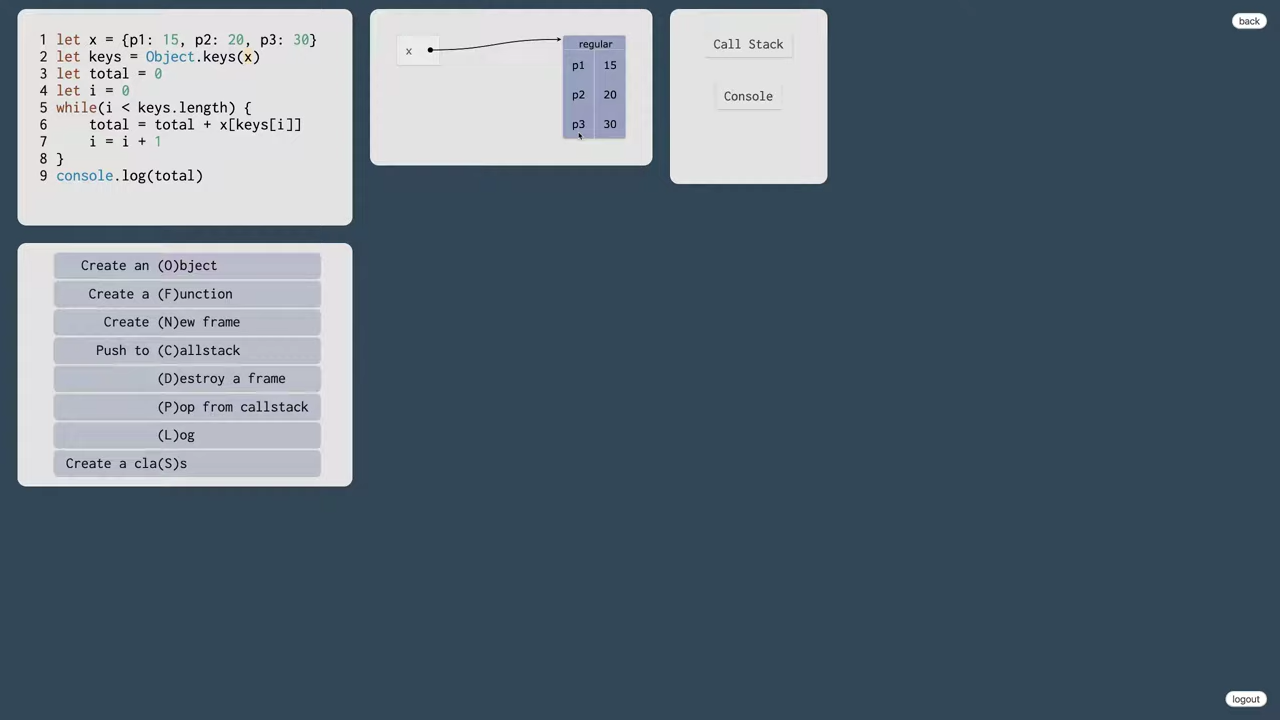 1 let x = {p1: 15, p2: 20, p3: 30}
2 let keys = Object.keys(x)
3 let total = 0
4 let i = 0
5 while(i < keys.length) {
6     total = total + x[keys[i]]
7     i = i + 1
8 }
9 console.log(total)
Create an (O)bject
Create a (F)unction
Create (N)ew frame
Push to (C)allstack
(D)estroy a frame
(P)op from callstack
(L)og
Create a cla(S)s
x
regular
p1 15
p2 20
p3 30
Call Stack
Console
back
logout